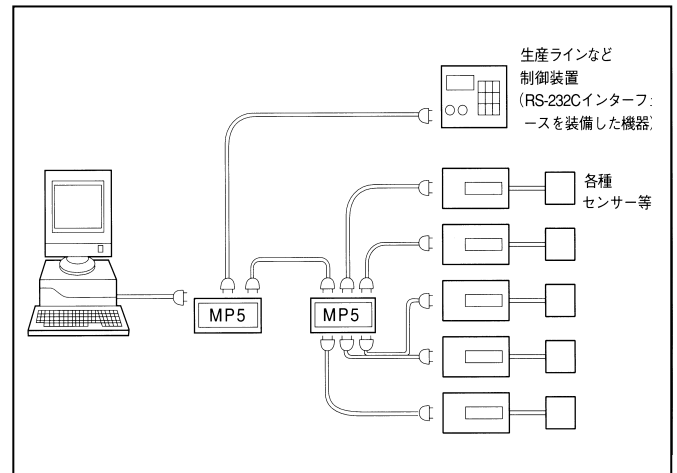 生産ラインなど
制御装置
(RS-232Cインターフ
ースを装備した機器)
各種
センサー等
MP5
MP5